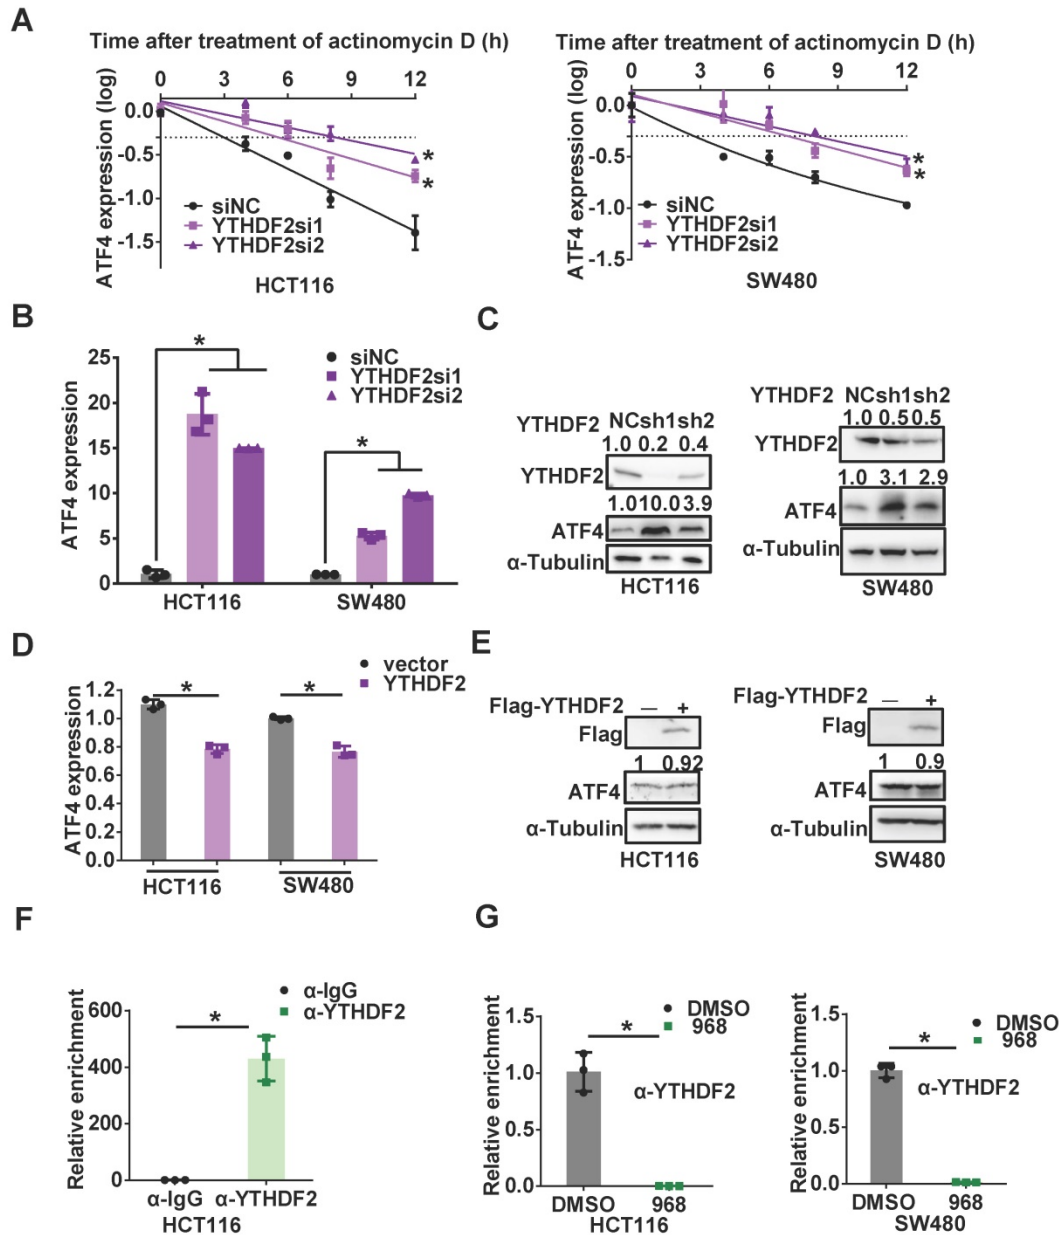 A
Time after treatment of actinomycin D (h)
0 3 6 9 12
ATF4 expression (log)
0.0
-0.5
-1.0
-1.5
siNC
YTHDF2si1
YTHDF2si2
*
*
HCT116
Time after treatment of actinomycin D (h)
0 3 6 9 12
ATF4 expression (log)
0.0
-0.5
-1.0
-1.5
siNC
YTHDF2si1
YTHDF2si2
*
*
SW480
B
ATF4 expression
25
20
15
10
5
0
*
*
siNC
YTHDF2si1
YTHDF2si2
HCT116 SW480
C
YTHDF2 NCsh1sh2
1.0 0.2 0.4
YTHDF2
1.010.03.9
ATF4
α-Tubulin
HCT116
YTHDF2 NCsh1sh2
1.0 0.5 0.5
YTHDF2
1.0 3.1 2.9
ATF4
α-Tubulin
SW480
D
ATF4 expression
1.2
1.0
0.8
0.6
0.4
0.2
0.0
*
*
vector
YTHDF2
HCT116 SW480
E
Flag-YTHDF2 — +
Flag
1 0.92
ATF4
α-Tubulin
HCT116
Flag-YTHDF2 — +
Flag
1 0.9
ATF4
α-Tubulin
SW480
F
Relative enrichment
600
400
200
0
*
α-IgG
α-YTHDF2
α-IgG α-YTHDF2
HCT116
G
Relative enrichment
1.5
1.0
0.5
0.0
*
DMSO
968
α-YTHDF2
DMSO 968
HCT116
Relative enrichment
1.5
1.0
0.5
0.0
*
DMSO
968
α-YTHDF2
DMSO 968
SW480